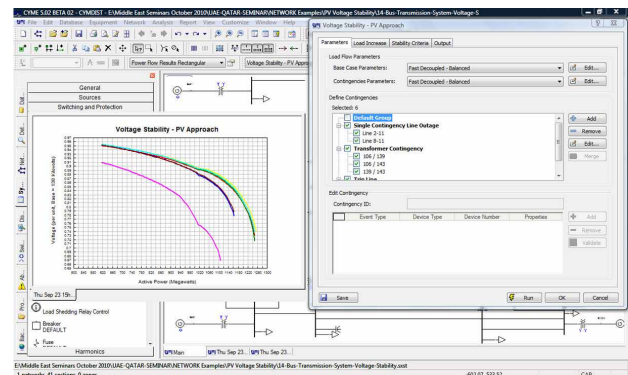 CYME 5.02 BETA 02 - CYMDIST - E:\Middle East Seminars October 2010\UAE-QATAR-SEMINAR\NETWORK Examples\PV Voltage Stability\14-Bus-Transmission-System-Voltage-S
File Edit Database Equipment Network Analysis Report View Customize Window Help
Power Flow Results Rectangular
Voltage Stability - PV Appro
General
Sources
Switching and Protection
Voltage Stability - PV Approach
Voltage (per unit, Base = 138 Kilovolts)
Active Power (Megawatts)
Thu Sep 23 15h...
Load Shedding Relay Control
Breaker
DEFAULT
Fuse
Harmonics
Main
Thu Sep 23...
Thu Sep 23...
Voltage Stability - PV Approach
Parameters
Load Increase
Stability Criteria
Output
Load Flow Parameters
Base Case Parameters:
Fast Decoupled - Balanced
Edit...
Contingencies Parameters:
Fast Decoupled - Balanced
Edit...
Define Contingencies
Selected: 6
Default Group
Single Contingency Line Outage
Line 2-11
Line 8-11
Transformer Contingency
106 / 139
106 / 143
139 / 143
Trip Line
Add
Remove
Edit...
Merge
Edit Contingency
Contingency ID:
Event Type
Device Type
Device Number
Properties
Add
Remove
Validate
Save
Run
OK
Cancel
E:\Middle East Seminars October 2010\UAE-QATAR-SEMINAR\NETWORK Examples\PV Voltage Stability\14-Bus-Transmission-System-Voltage-Stability.sxst
CAP